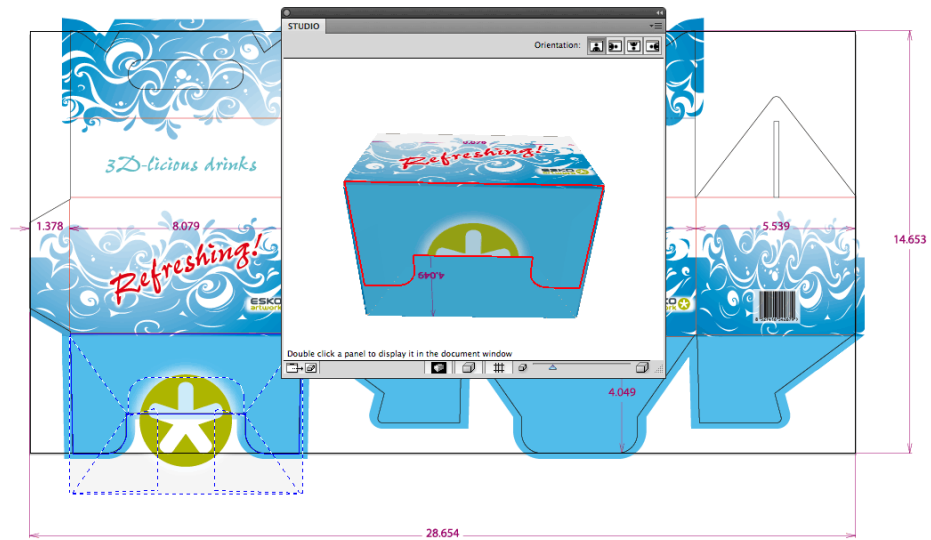 STUDIO
Orientation:
3D-licious drinks
Refreshing!
1.378
8.079
5.539
14.653
Refreshing!
ESKO
artwork
4.049
Double click a panel to display it in the document window
4.049
28.654